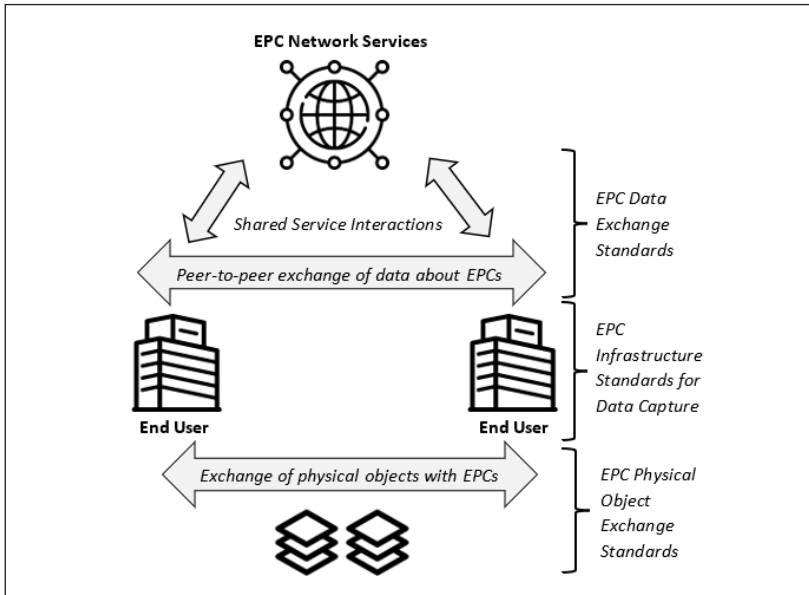 EPC Network Services
Shared Service Interactions
Peer-to-peer exchange of data about EPCs
EPC Data
Exchange
Standards
End User
End User
EPC
Infrastructure
Standards for
Data Capture
Exchange of physical objects with EPCs
EPC Physical
Object
Exchange
Standards